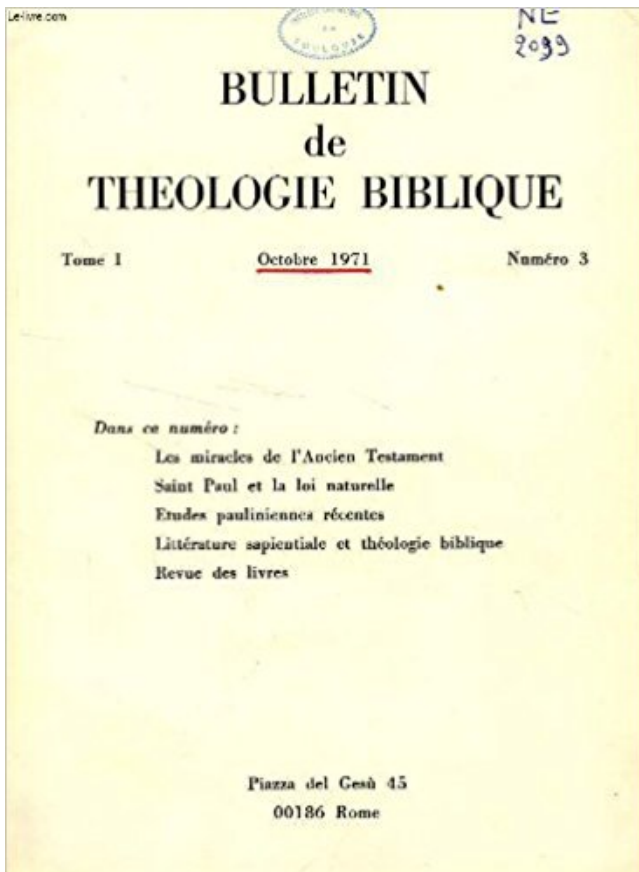 Le-livre.com
TOULOUSE
NE
2099
BULLETIN
de
THEOLOGIE BIBLIQUE
Tome I
Octobre 1971
Numéro 3
Dans ce numéro :
Les miracles de l'Ancien Testament
Saint Paul et la loi naturelle
Etudes pauliniennes récentes
Littérature sapientiale et théologie biblique
Revue des livres
Piazza del Gesù 45
00186 Rome